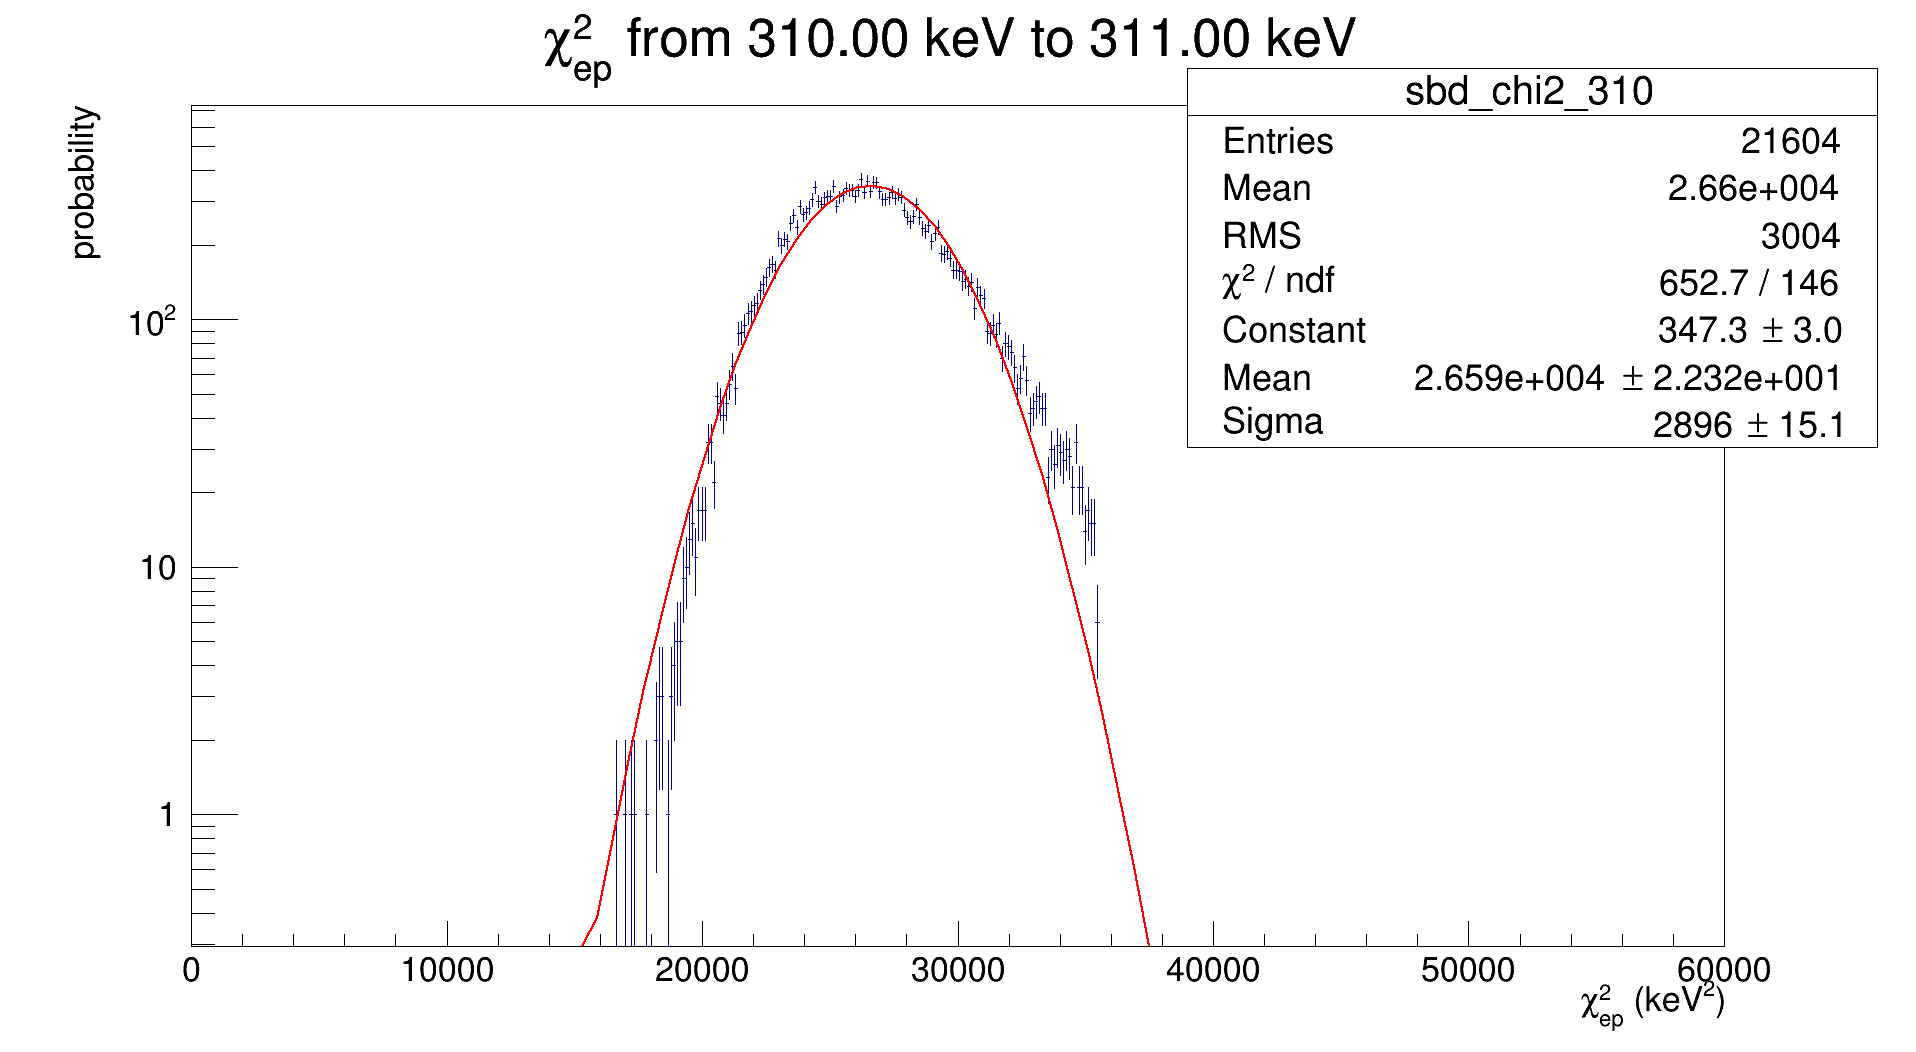 χ²ep from 310.00 keV to 311.00 keV
probability
sbd_chi2_310
Entries 21604
Mean 2.66e+004
RMS 3004
χ² / ndf 652.7 / 146
Constant 347.3 ± 3.0
Mean 2.659e+004 ± 2.232e+001
Sigma 2896 ± 15.1
10²
10
1
0 10000 20000 30000 40000 50000 60000
χ²ep (keV²)